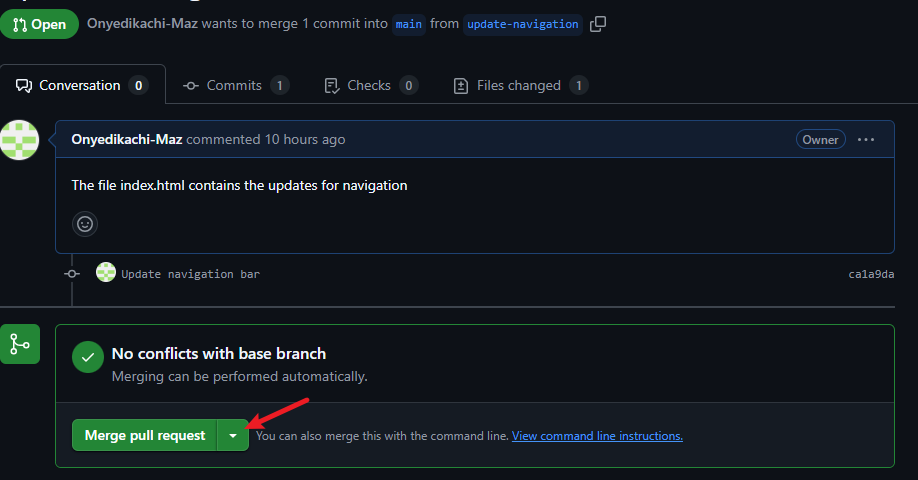 Open Onyedikachi-Maz wants to merge 1 commit into main from update-navigation
Conversation 0 Commits 1 Checks 0 Files changed 1
Onyedikachi-Maz commented 10 hours ago Owner
The file index.html contains the updates for navigation
Update navigation bar ca1a9da
No conflicts with base branch
Merging can be performed automatically.
Merge pull request You can also merge this with the command line. View command line instructions.